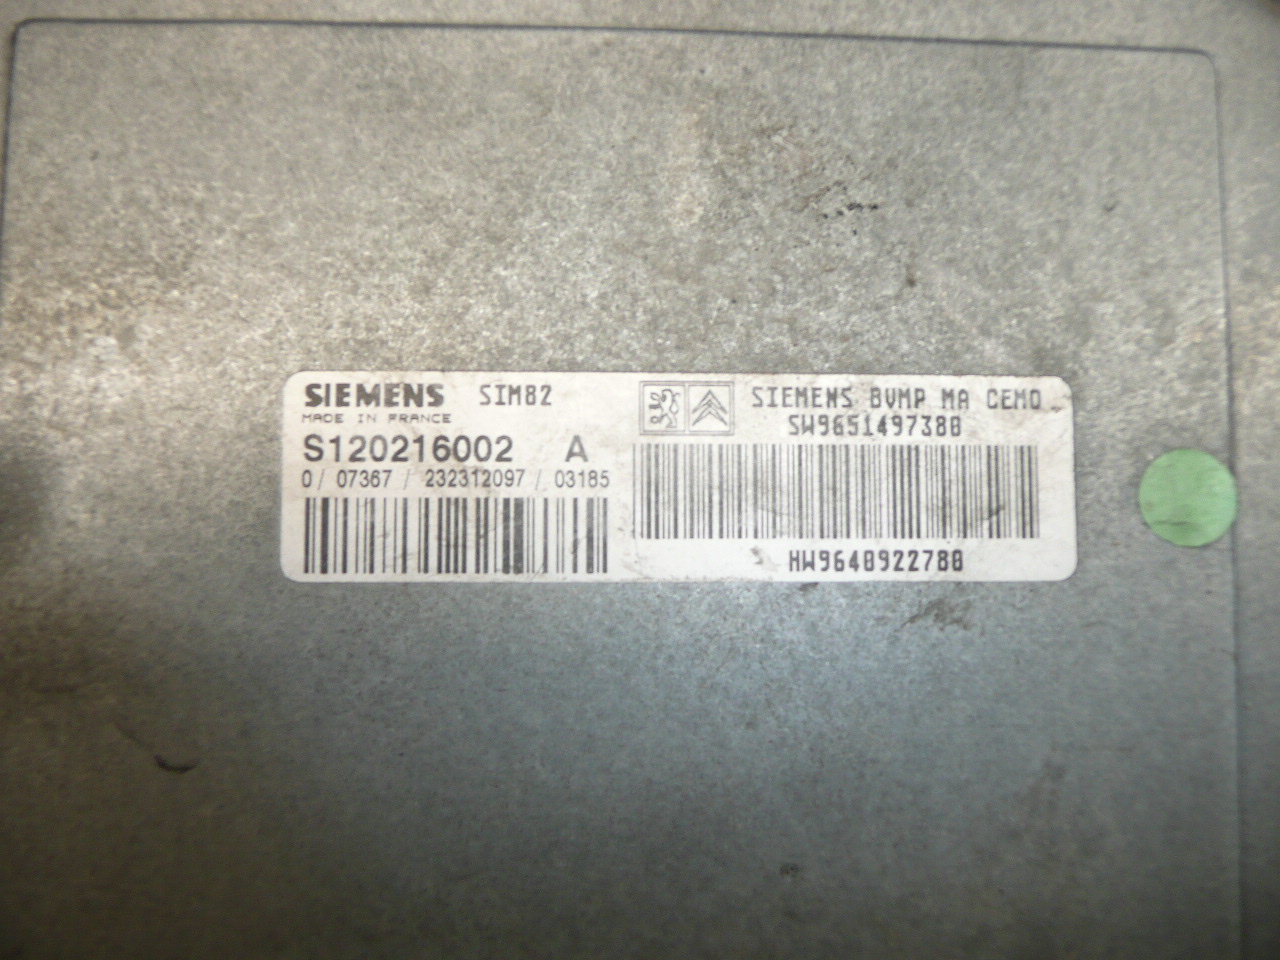 SIEMENS SIM82
MADE IN FRANCE
S120216002 A
0/ 07367 / 232312097 / 03185
SIEMENS BVMP MA CEMO
SW9651497380
HW9640922780